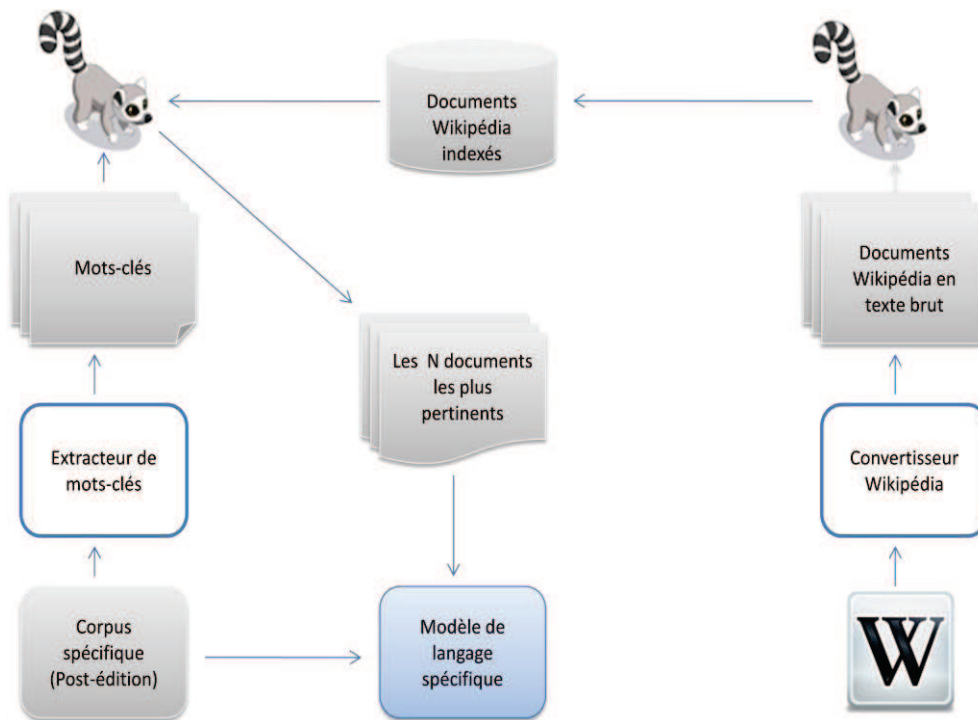 Documents
Wikipédia
indexés
Mots-clés
Documents
Wikipédia en
texte brut
Les N documents
les plus
pertinents
Extracteur de
mots-clés
Convertisseur
Wikipédia
Corpus
spécifique
(Post-édition)
Modèle de
langage
spécifique
W